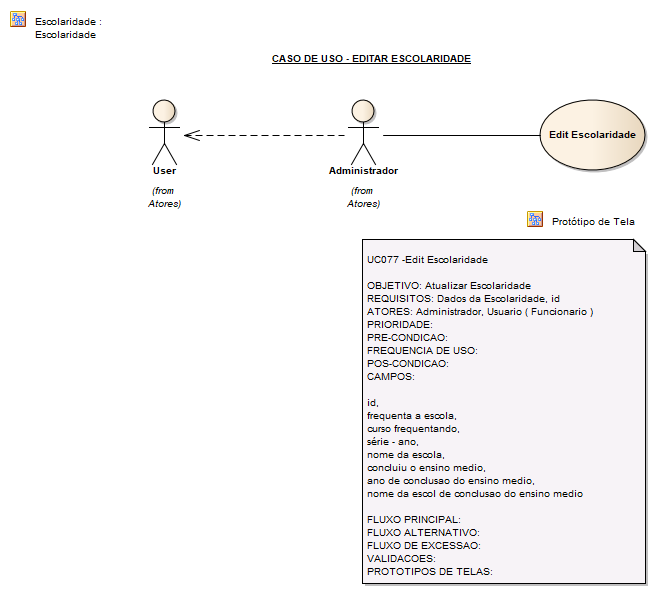 Escolaridade :
Escolaridade
CASO DE USO - EDITAR ESCOLARIDADE
Edit Escolaridade
User
Administrador
(from
Atores)
(from
Atores)
Protótipo de Tela
UC077 -Edit Escolaridade
OBJETIVO: Atualizar Escolaridade
REQUISITOS: Dados da Escolaridade, id
ATORES: Administrador, Usuario ( Funcionario )
PRIORIDADE:
PRE-CONDICAO:
FREQUENCIA DE USO:
POS-CONDICAO:
CAMPOS:
id,
frequenta a escola,
curso frequentando,
série - ano,
nome da escola,
concluiu o ensino medio,
ano de conclusao do ensino medio,
nome da escol de conclusao do ensino medio
FLUXO PRINCIPAL:
FLUXO ALTERNATIVO:
FLUXO DE EXCESSAO:
VALIDACOES:
PROTOTIPOS DE TELAS: